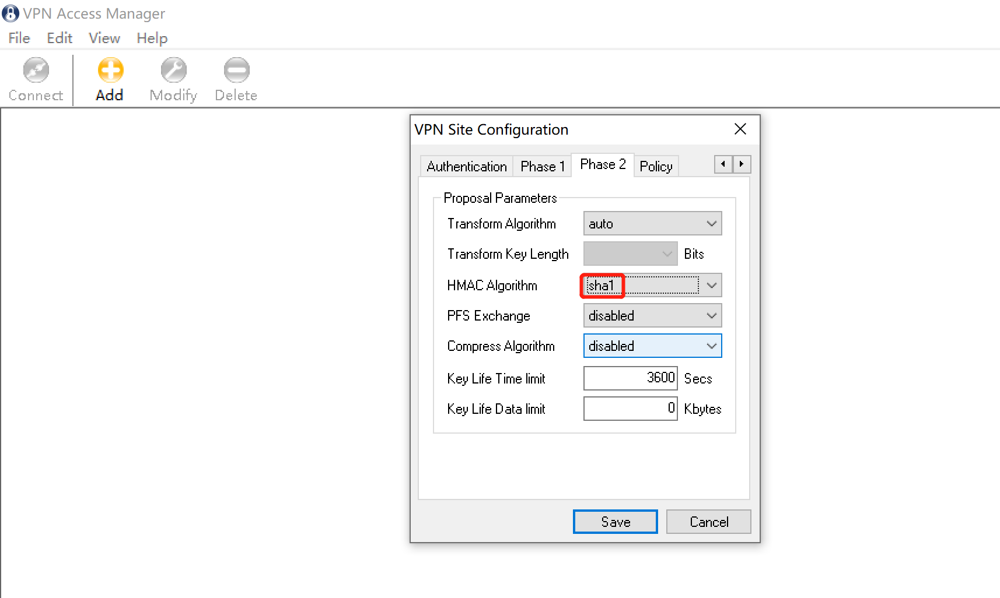 VPN Access Manager
File Edit View Help
Connect Add Modify Delete
VPN Site Configuration
Authentication Phase 1 Phase 2 Policy
Proposal Parameters
Transform Algorithm auto
Transform Key Length Bits
HMAC Algorithm sha1
PFS Exchange disabled
Compress Algorithm disabled
Key Life Time limit 3600 Secs
Key Life Data limit 0 Kbytes
Save Cancel